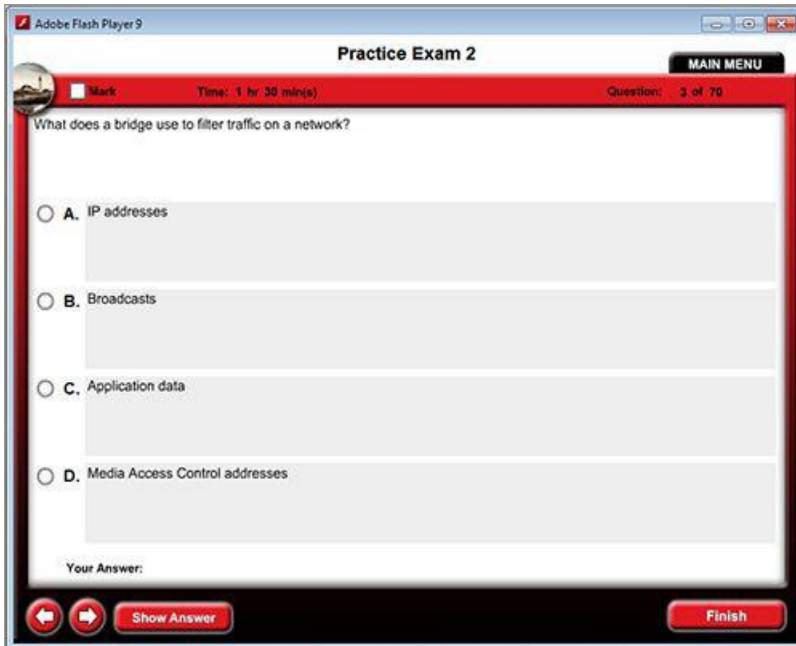 Adobe Flash Player 9
Practice Exam 2
MAIN MENU
Mark Time: 1 hr 30 min(s) Question: 3 of 70
What does a bridge use to filter traffic on a network?
A. IP addresses
B. Broadcasts
C. Application data
D. Media Access Control addresses
Your Answer:
Show Answer Finish